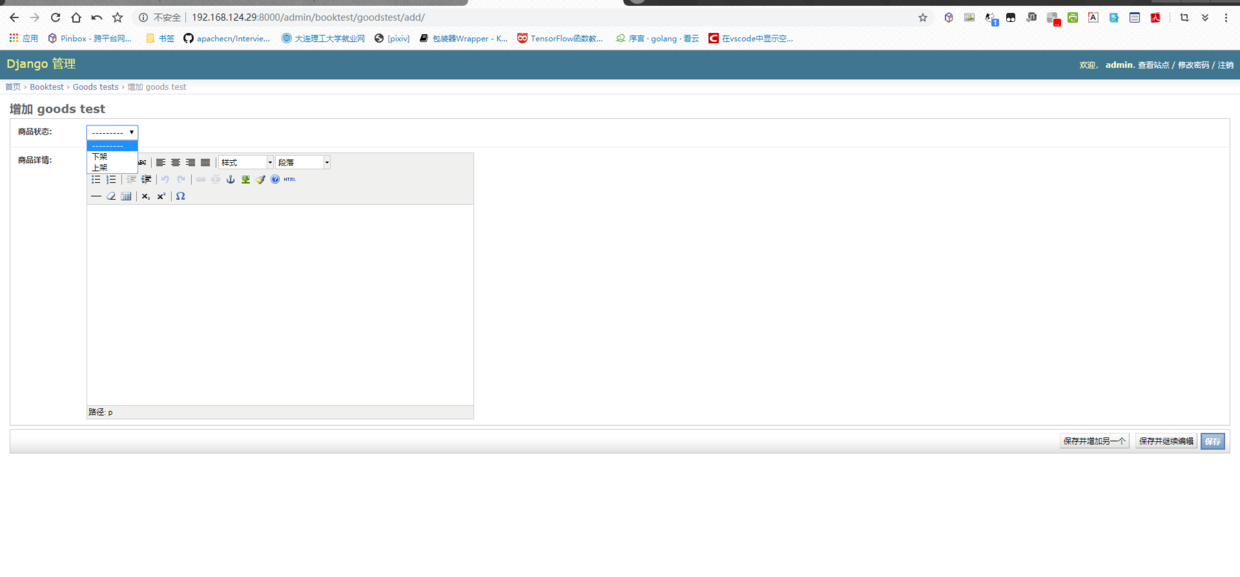 不安全 192.168.124.29:8000/admin/booktest/goodstest/add/
应用 Pinbox - 跨平台网... 书签 apachecn/Intervie... 大连理工大学就业网 [pixiv] 包装器Wrapper - K... TensorFlow函数教... 序言 · golang · 看云 在vscode中显示空...
Django 管理
欢迎, admin. 查看站点 / 修改密码 / 注销
首页 › Booktest › Goods tests › 增加 goods test
增加 goods test
商品状态:
---------
---------
下架
上架
商品详情:
ABC 样式 段落
HTML
路径: p
保存并增加另一个 保存并继续编辑 保存